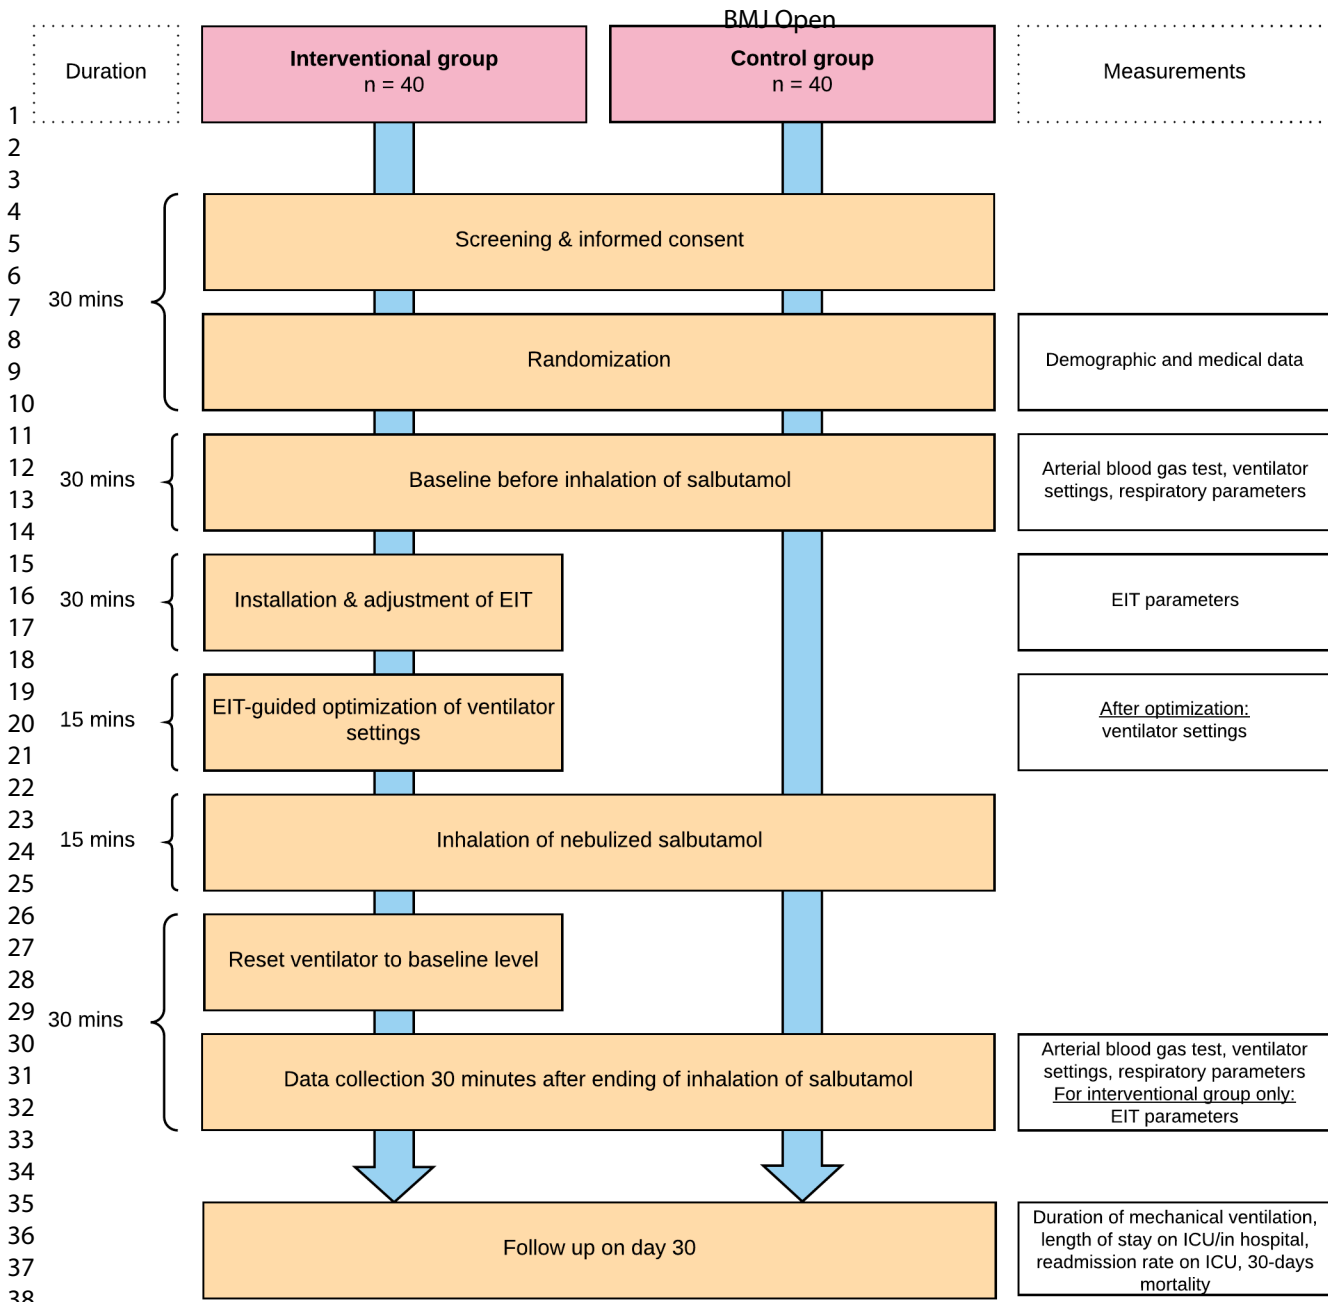 BMJ Open
Duration
Interventional group
n = 40
Control group
n = 40
Measurements
1
2
3
4
5
6
7
8
9
10
11
12
13
14
15
16
17
18
19
20
21
22
23
24
25
26
27
28
29
30
31
32
33
34
35
36
37
38
30 mins
Screening & informed consent
Randomization
Demographic and medical data
30 mins
Baseline before inhalation of salbutamol
Arterial blood gas test, ventilator
settings, respiratory parameters
30 mins
Installation & adjustment of EIT
EIT parameters
15 mins
EIT-guided optimization of ventilator
settings
After optimization:
ventilator settings
15 mins
Inhalation of nebulized salbutamol
30 mins
Reset ventilator to baseline level
Data collection 30 minutes after ending of inhalation of salbutamol
Arterial blood gas test, ventilator
settings, respiratory parameters
For interventional group only:
EIT parameters
Follow up on day 30
Duration of mechanical ventilation,
length of stay on ICU/in hospital,
readmission rate on ICU, 30-days
mortality